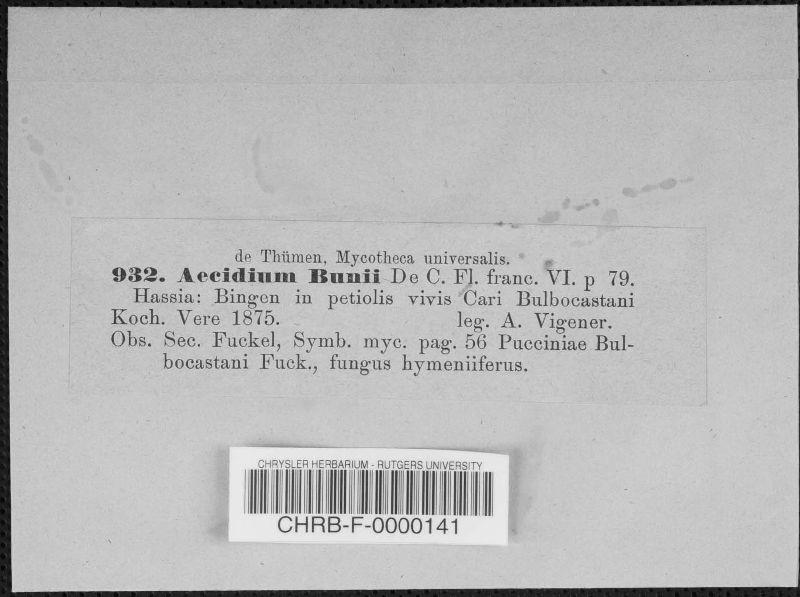 de Thümen, Mycotheca universalis.
932. Aecidium Bunii De C. Fl. franc. VI. p 79.
Hassia: Bingen in petiolis vivis Cari Bulbocastani
Koch. Vere 1875. leg. A. Vigener.
Obs. Sec. Fuckel, Symb. myc. pag. 56 Pucciniae Bul-
bocastani Fuck., fungus hymeniiferus.
CHRYSLER HERBARIUM - RUTGERS UNIVERSITY
CHRB-F-0000141